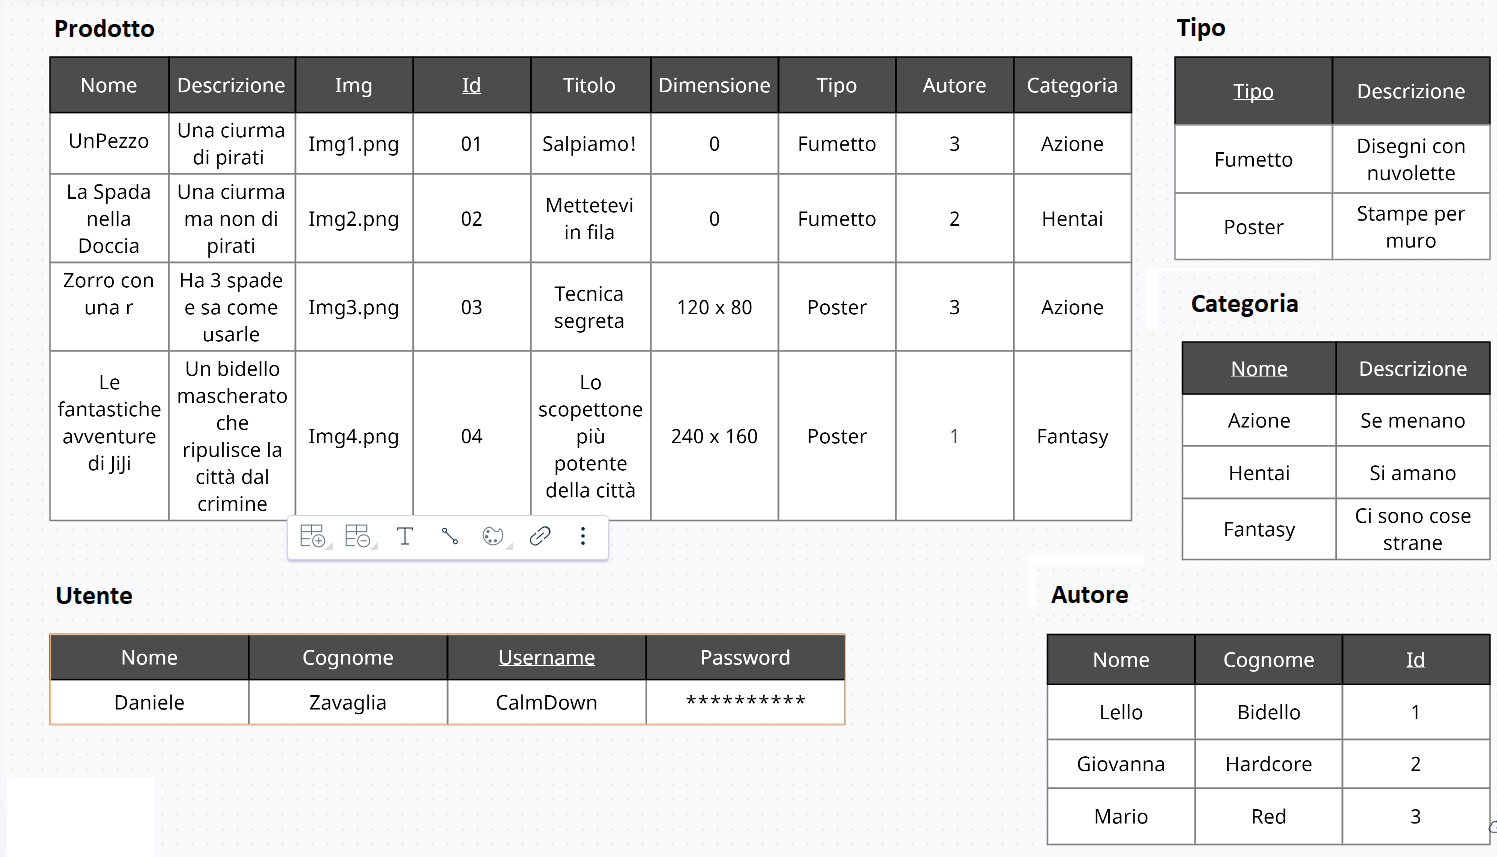 Prodotto
Nome Descrizione Img Id Titolo Dimensione Tipo Autore Categoria
UnPezzo Una ciurma di pirati Img1.png 01 Salpiamo! 0 Fumetto 3 Azione
La Spada nella Doccia Una ciurma ma non di pirati Img2.png 02 Mettetevi in fila 0 Fumetto 2 Hentai
Zorro con una r Ha 3 spade e sa come usarle Img3.png 03 Tecnica segreta 120 x 80 Poster 3 Azione
Le fantastiche avventure di JiJi Un bidello mascherato che ripulisce la città dal crimine Img4.png 04 Lo scopettone più potente della città 240 x 160 Poster 1 Fantasy
Tipo
Tipo Descrizione
Fumetto Disegni con nuvolette
Poster Stampe per muro
Categoria
Nome Descrizione
Azione Se menano
Hentai Si amano
Fantasy Ci sono cose strane
Utente
Nome Cognome Username Password
Daniele Zavaglia CalmDown **********
Autore
Nome Cognome Id
Lello Bidello 1
Giovanna Hardcore 2
Mario Red 3